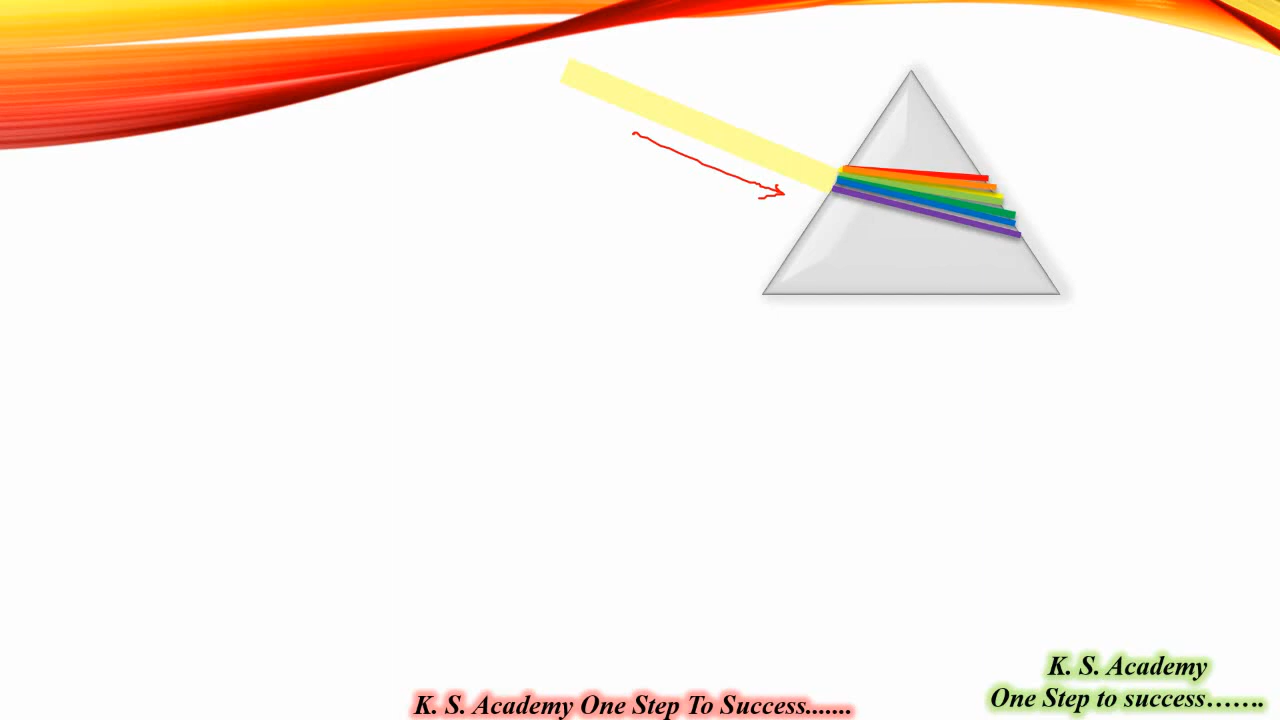 K. S. Academy
One Step to success…….
K. S. Academy One Step To Success.......